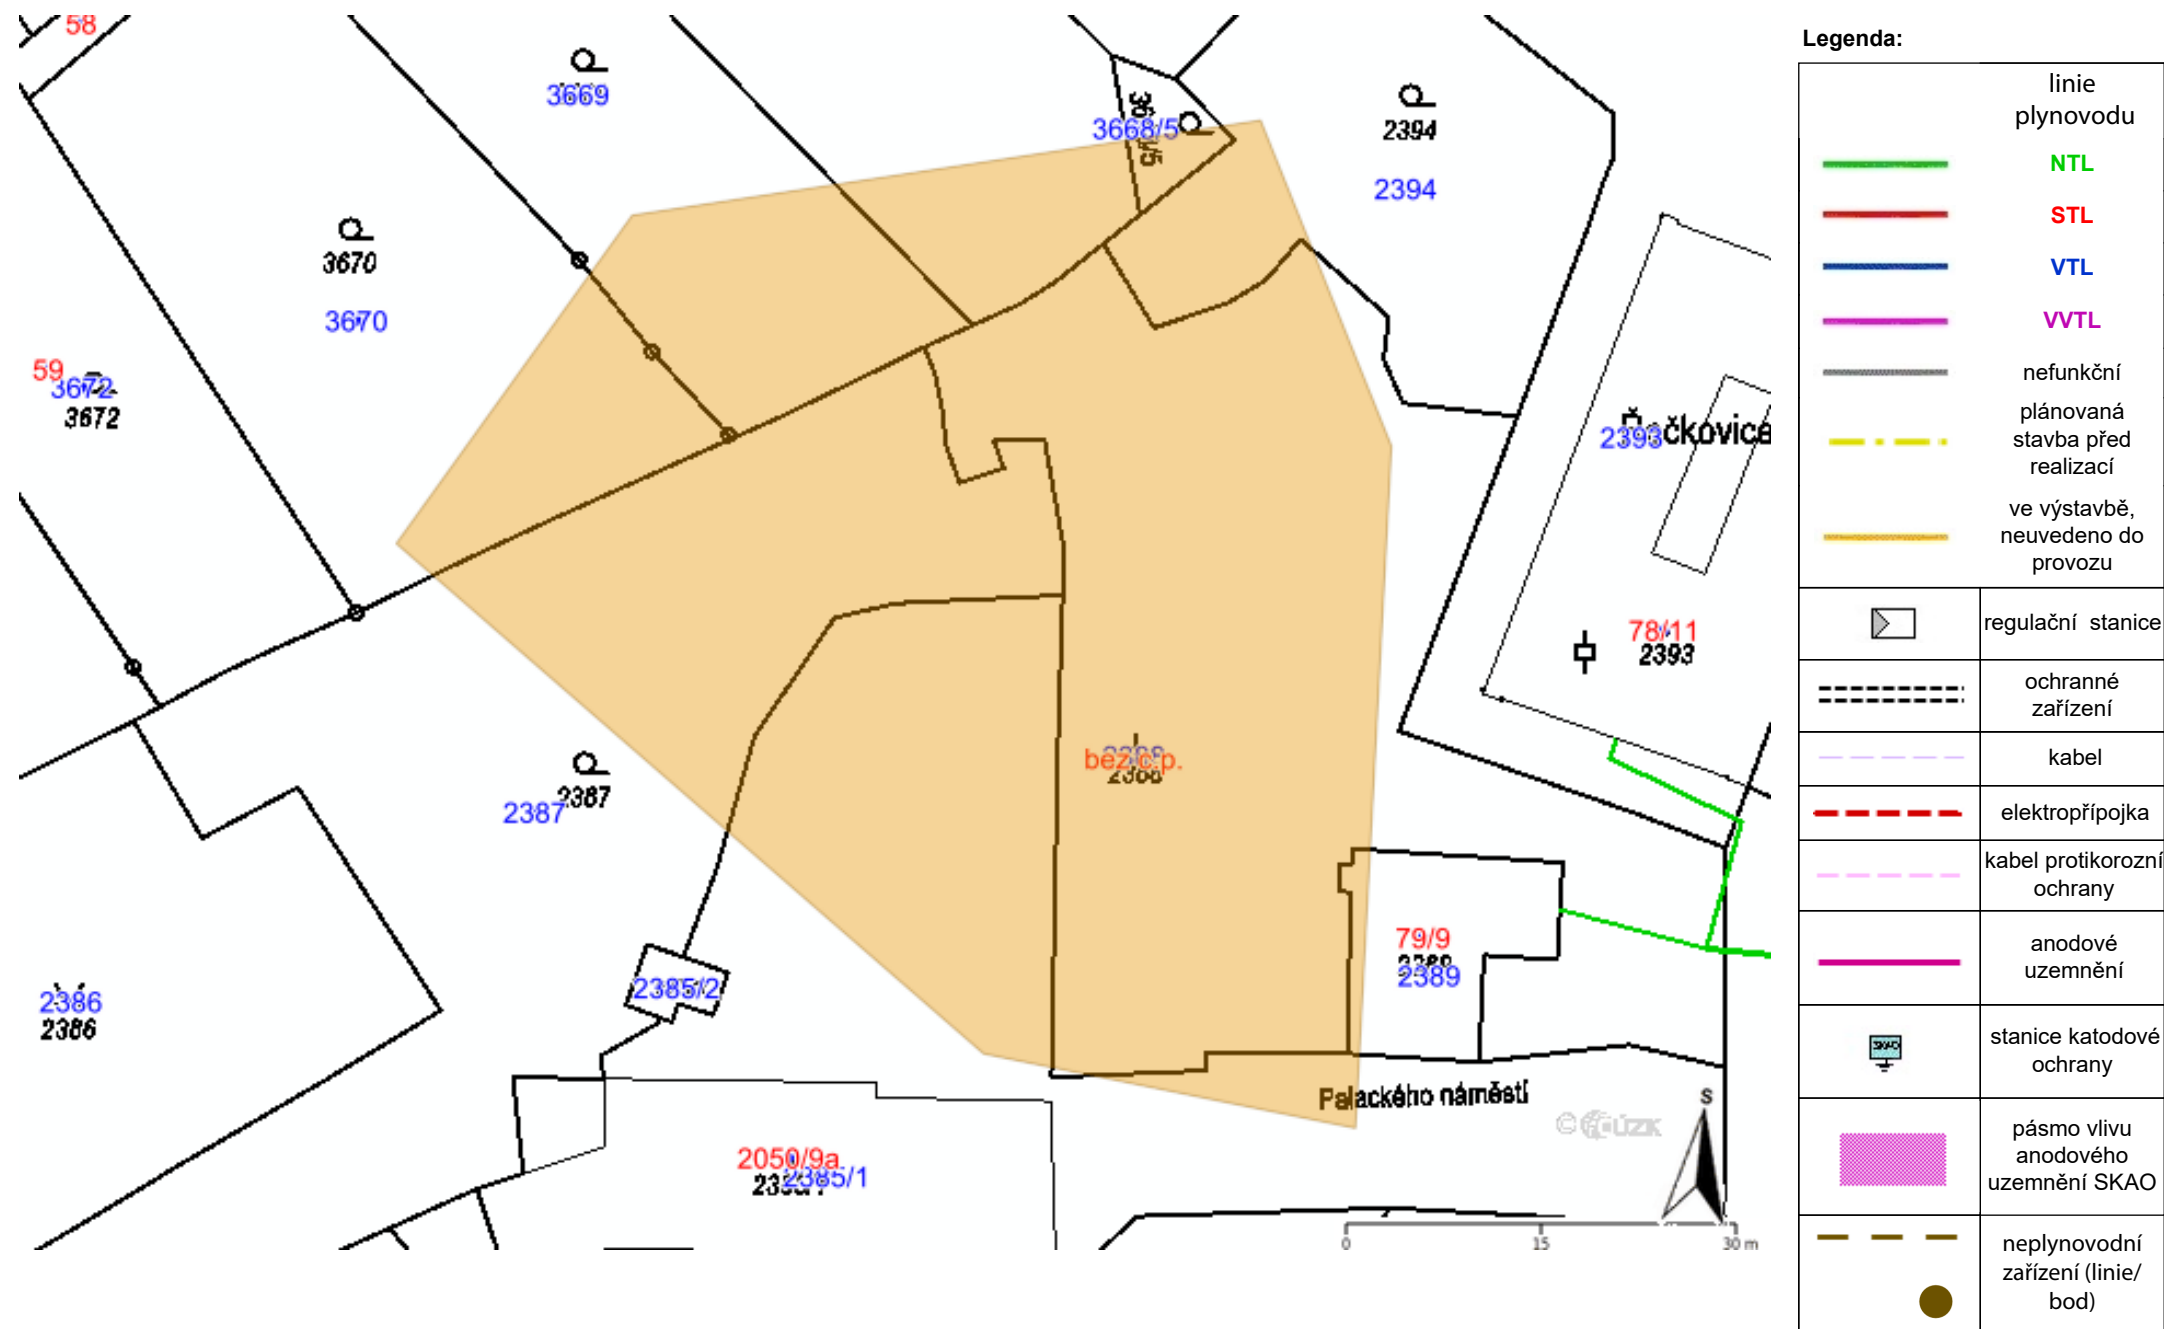 58
3669
3668/5
2394
2394
3670
3670
59
3672
3672
2393
78/11
2393
bez č.p.
2387
2387
79/9
2389
2385/2
2386
2386
Palackého náměstí
2050/9a
2385/1
S
0 15 30 m
Legenda:
linie
plynovodu
NTL
STL
VTL
VVTL
nefunkční
plánovaná
stavba před
realizací
ve výstavbě,
neuvedeno do
provozu
regulační stanice
ochranné
zařízení
kabel
elektropřípojka
kabel protikorozní
ochrany
anodové
uzemnění
SKAO
stanice katodové
ochrany
pásmo vlivu
anodového
uzemnění SKAO
neplynovodní
zařízení (linie/
bod)